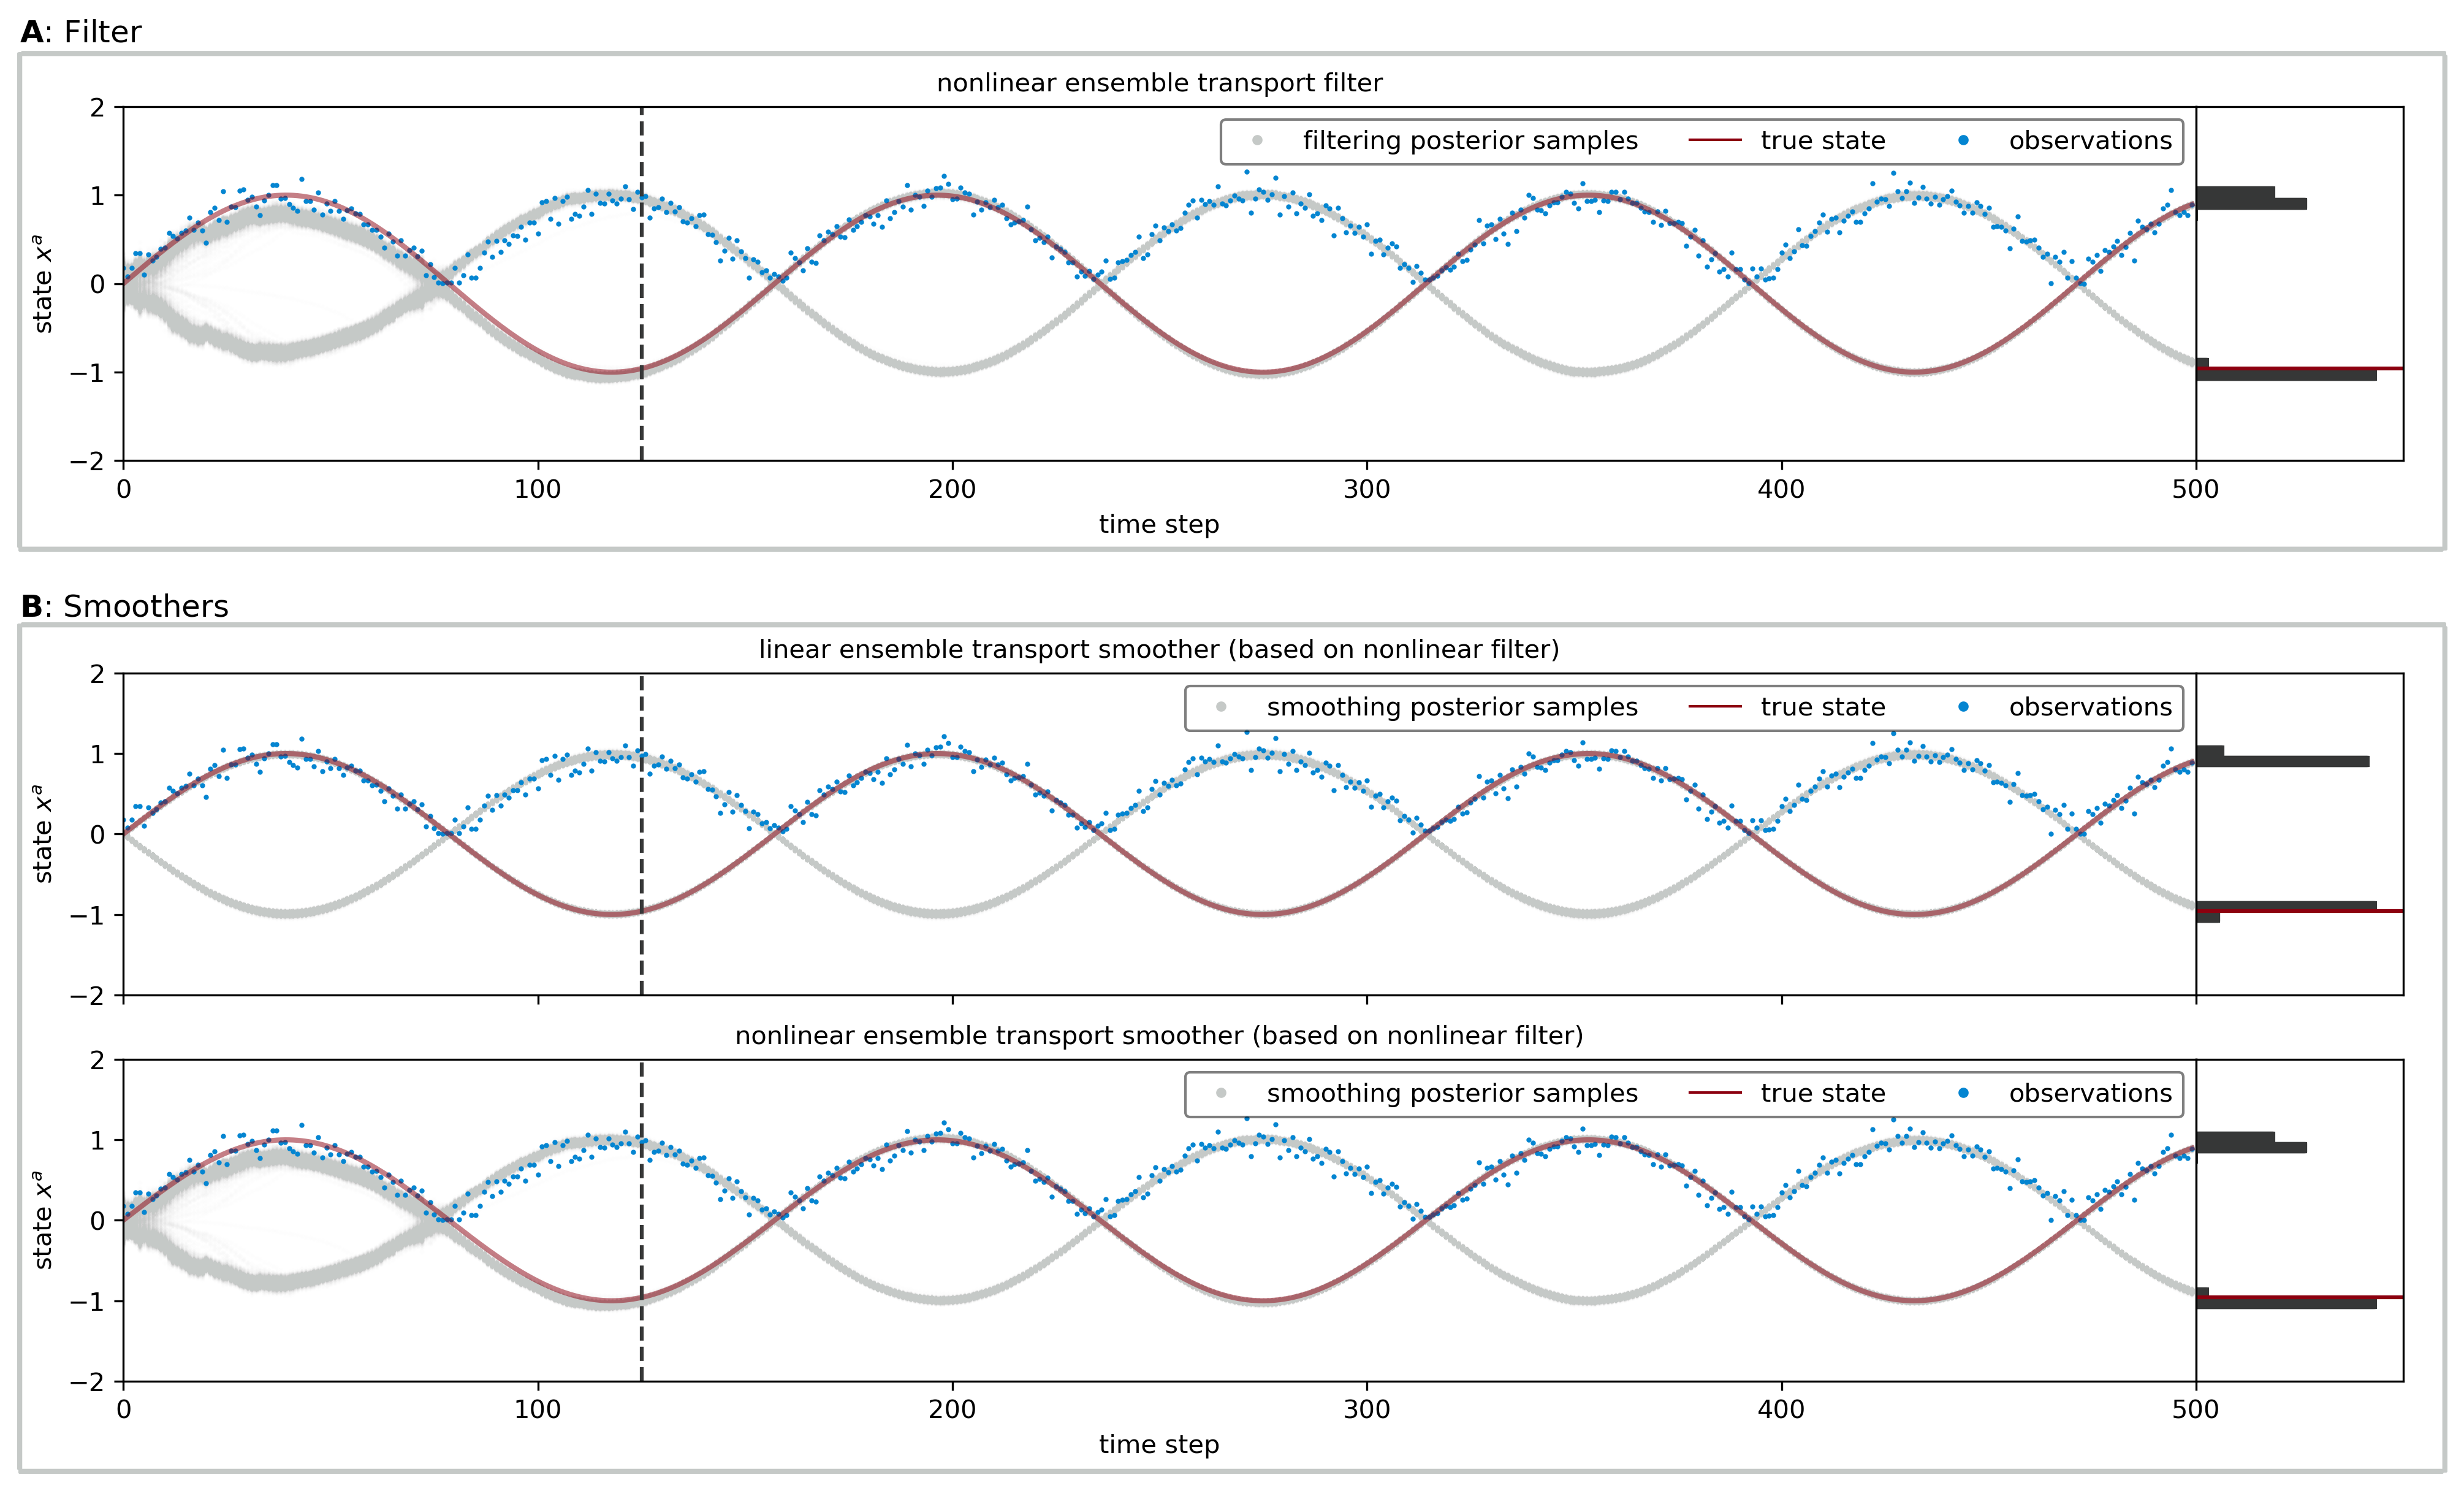 A: Filter
nonlinear ensemble transport filter
filtering posterior samples true state observations
2
1
0
−1
−2
state xᵃ
0 100 200 300 400 500
time step
B: Smoothers
linear ensemble transport smoother (based on nonlinear filter)
smoothing posterior samples true state observations
2
1
0
−1
−2
state xᵃ
nonlinear ensemble transport smoother (based on nonlinear filter)
smoothing posterior samples true state observations
2
1
0
−1
−2
state xᵃ
0 100 200 300 400 500
time step